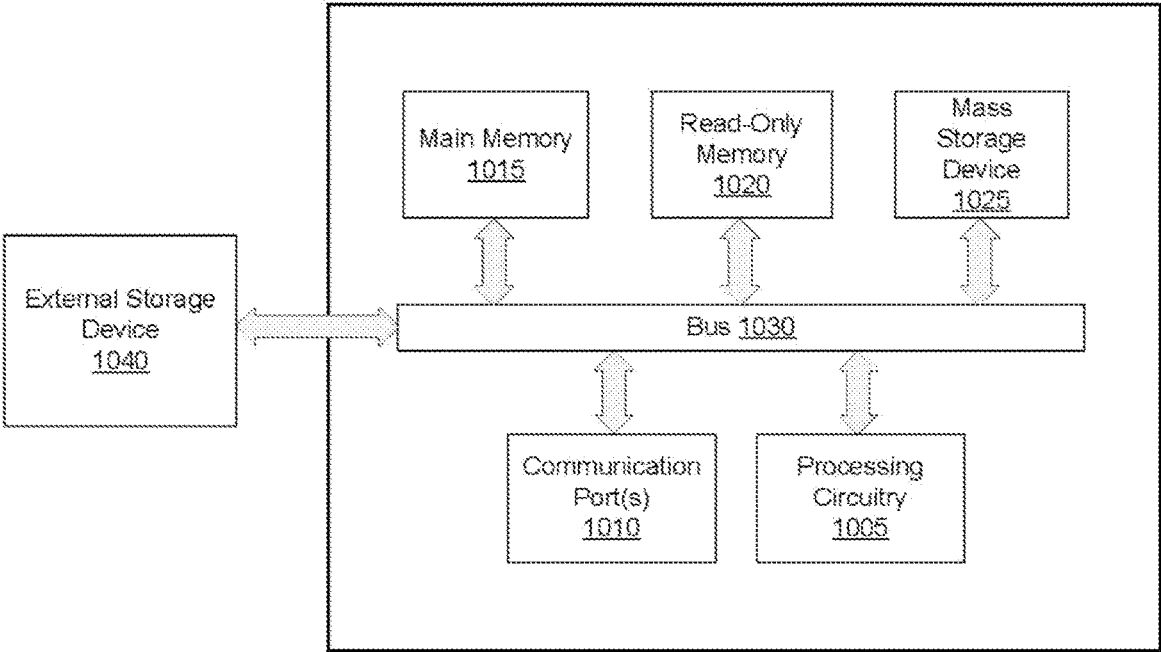 Main Memory
1015
Read-Only
Memory
1020
Mass
Storage
Device
1025
External Storage
Device
1040
Bus 1030
Communication
Port(s)
1010
Processing
Circuitry
1005